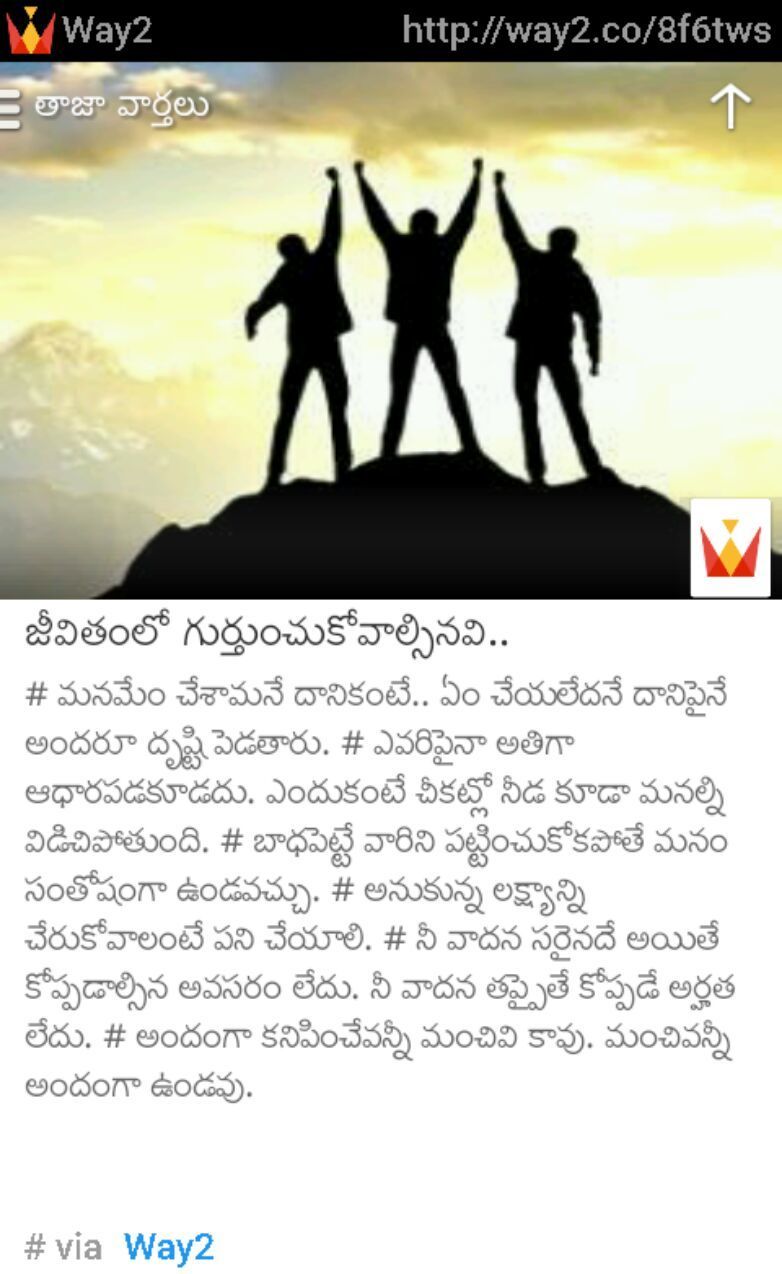 Way2 http://way2.co/8f6tws
తాజా వార్తలు
జీవితంలో గుర్తుంచుకోవాల్సినవి..
# మనమేం చేశామనే దానికంటే.. ఏం చేయలేదనే దానిపైనే
అందరూ దృష్టి పెడతారు. # ఎవరిపైనా అతిగా
ఆధారపడకూడదు. ఎందుకంటే చీకట్లో నీడ కూడా మనల్ని
విడిచిపోతుంది. # బాధపెట్టే వారిని పట్టించుకోకపోతే మనం
సంతోషంగా ఉండవచ్చు. # అనుకున్న లక్ష్యాన్ని
చేరుకోవాలంటే పని చేయాలి. # నీ వాదన సరైనదే అయితే
కోప్పడాల్సిన అవసరం లేదు. నీ వాదన తప్పైతే కోప్పడే అర్హత
లేదు. # అందంగా కనిపించేవన్నీ మంచివి కావు. మంచివన్నీ
అందంగా ఉండవు.
# via Way2